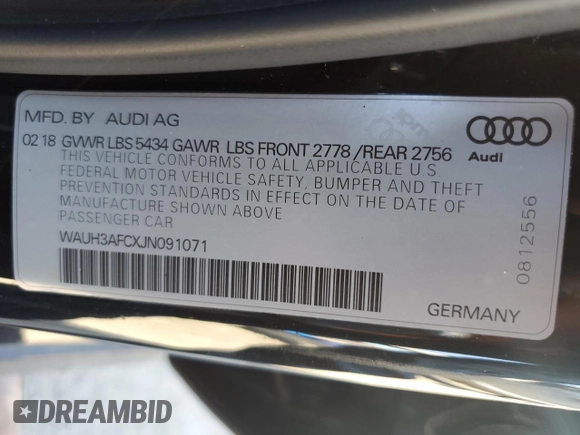 MFD. BY AUDI AG
02 18 GVWR LBS 5434 GAWR LBS FRONT 2778 /REAR 2756
THIS VEHICLE CONFORMS TO ALL APPLICABLE U.S.
FEDERAL MOTOR VEHICLE SAFETY, BUMPER AND THEFT
PREVENTION STANDARDS IN EFFECT ON THE DATE OF
MANUFACTURE SHOWN ABOVE
PASSENGER CAR
WAUH3AFCXJN091071
Audi
0812556
GERMANY
DREAMBID